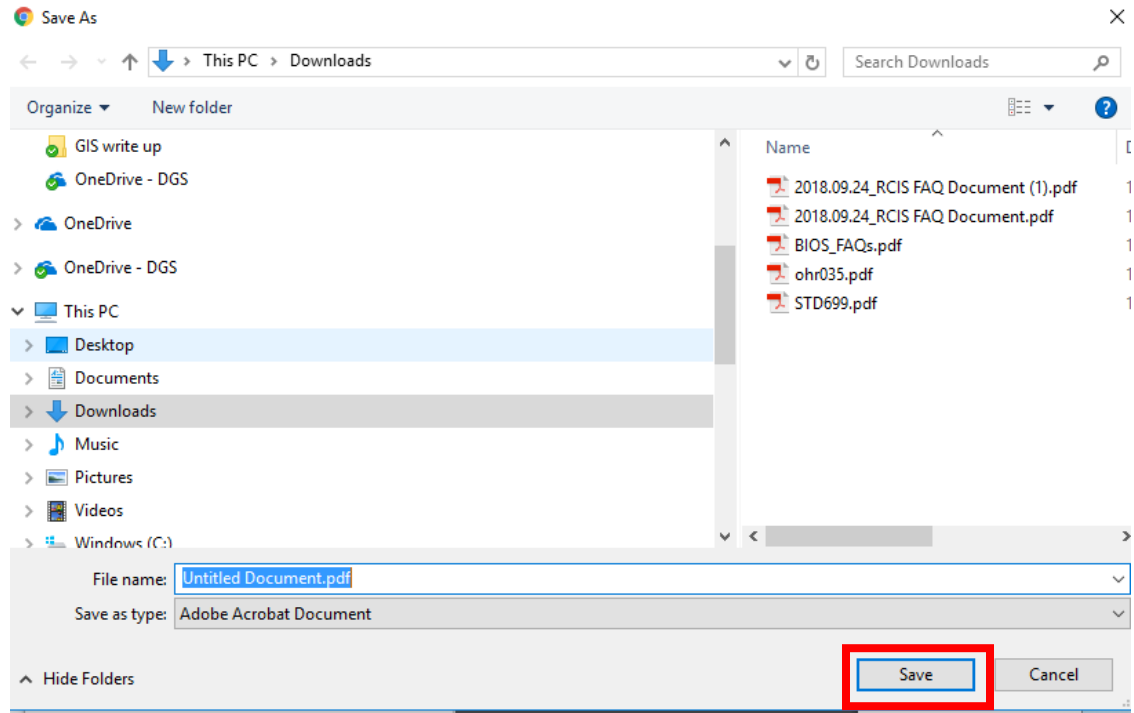 Save As
This PC > Downloads
Search Downloads
Organize
New folder
GIS write up
OneDrive - DGS
OneDrive
OneDrive - DGS
This PC
Desktop
Documents
Downloads
Music
Pictures
Videos
Windows (C:)
Name
2018.09.24_RCIS FAQ Document (1).pdf
2018.09.24_RCIS FAQ Document.pdf
BIOS_FAQs.pdf
ohr035.pdf
STD699.pdf
File name: Untitled Document.pdf
Save as type: Adobe Acrobat Document
Hide Folders
Save
Cancel